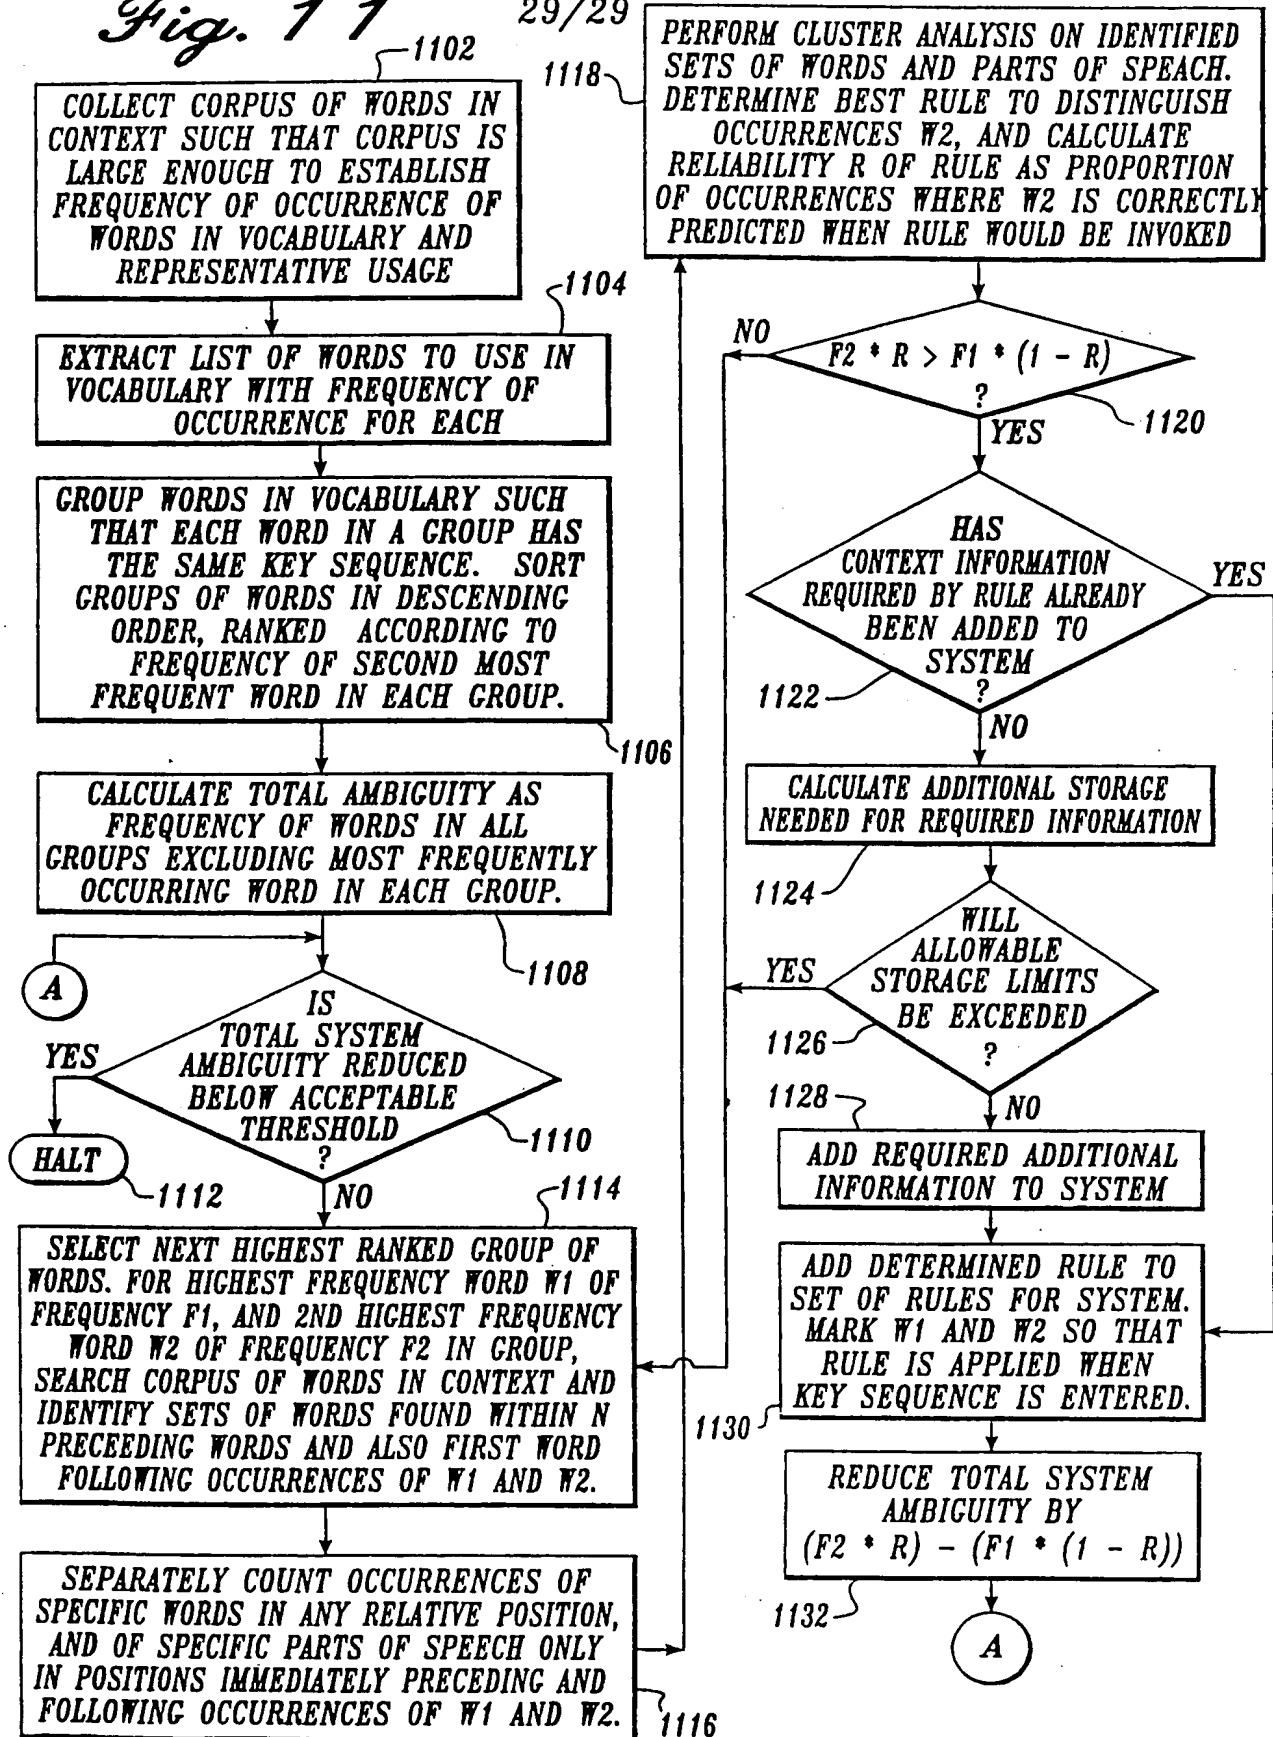 Fig. 11
29/29
1102
COLLECT CORPUS OF WORDS IN
CONTEXT SUCH THAT CORPUS IS
LARGE ENOUGH TO ESTABLISH
FREQUENCY OF OCCURRENCE OF
WORDS IN VOCABULARY AND
REPRESENTATIVE USAGE
1104
EXTRACT LIST OF WORDS TO USE IN
VOCABULARY WITH FREQUENCY OF
OCCURRENCE FOR EACH
GROUP WORDS IN VOCABULARY SUCH
THAT EACH WORD IN A GROUP HAS
THE SAME KEY SEQUENCE. SORT
GROUPS OF WORDS IN DESCENDING
ORDER, RANKED ACCORDING TO
FREQUENCY OF SECOND MOST
FREQUENT WORD IN EACH GROUP.
1106
CALCULATE TOTAL AMBIGUITY AS
FREQUENCY OF WORDS IN ALL
GROUPS EXCLUDING MOST FREQUENTLY
OCCURRING WORD IN EACH GROUP.
1108
A
IS
TOTAL SYSTEM
AMBIGUITY REDUCED
BELOW ACCEPTABLE
THRESHOLD
?
1110
YES
HALT
1112
NO
1114
SELECT NEXT HIGHEST RANKED GROUP OF
WORDS. FOR HIGHEST FREQUENCY WORD W1 OF
FREQUENCY F1, AND 2ND HIGHEST FREQUENCY
WORD W2 OF FREQUENCY F2 IN GROUP,
SEARCH CORPUS OF WORDS IN CONTEXT AND
IDENTIFY SETS OF WORDS FOUND WITHIN N
PRECEEDING WORDS AND ALSO FIRST WORD
FOLLOWING OCCURRENCES OF W1 AND W2.
SEPARATELY COUNT OCCURRENCES OF
SPECIFIC WORDS IN ANY RELATIVE POSITION,
AND OF SPECIFIC PARTS OF SPEECH ONLY
IN POSITIONS IMMEDIATELY PRECEDING AND
FOLLOWING OCCURRENCES OF W1 AND W2.
1116
1118
PERFORM CLUSTER ANALYSIS ON IDENTIFIED
SETS OF WORDS AND PARTS OF SPEACH.
DETERMINE BEST RULE TO DISTINGUISH
OCCURRENCES W2, AND CALCULATE
RELIABILITY R OF RULE AS PROPORTION
OF OCCURRENCES WHERE W2 IS CORRECTLY
PREDICTED WHEN RULE WOULD BE INVOKED
NO
F2 * R > F1 * (1 - R)
?
1120
YES
HAS
CONTEXT INFORMATION
REQUIRED BY RULE ALREADY
BEEN ADDED TO
SYSTEM
?
YES
1122
NO
CALCULATE ADDITIONAL STORAGE
NEEDED FOR REQUIRED INFORMATION
1124
WILL
ALLOWABLE
STORAGE LIMITS
BE EXCEEDED
?
YES
1126
NO
1128
ADD REQUIRED ADDITIONAL
INFORMATION TO SYSTEM
ADD DETERMINED RULE TO
SET OF RULES FOR SYSTEM.
MARK W1 AND W2 SO THAT
RULE IS APPLIED WHEN
KEY SEQUENCE IS ENTERED.
1130
REDUCE TOTAL SYSTEM
AMBIGUITY BY
(F2 * R) - (F1 * (1 - R))
1132
A